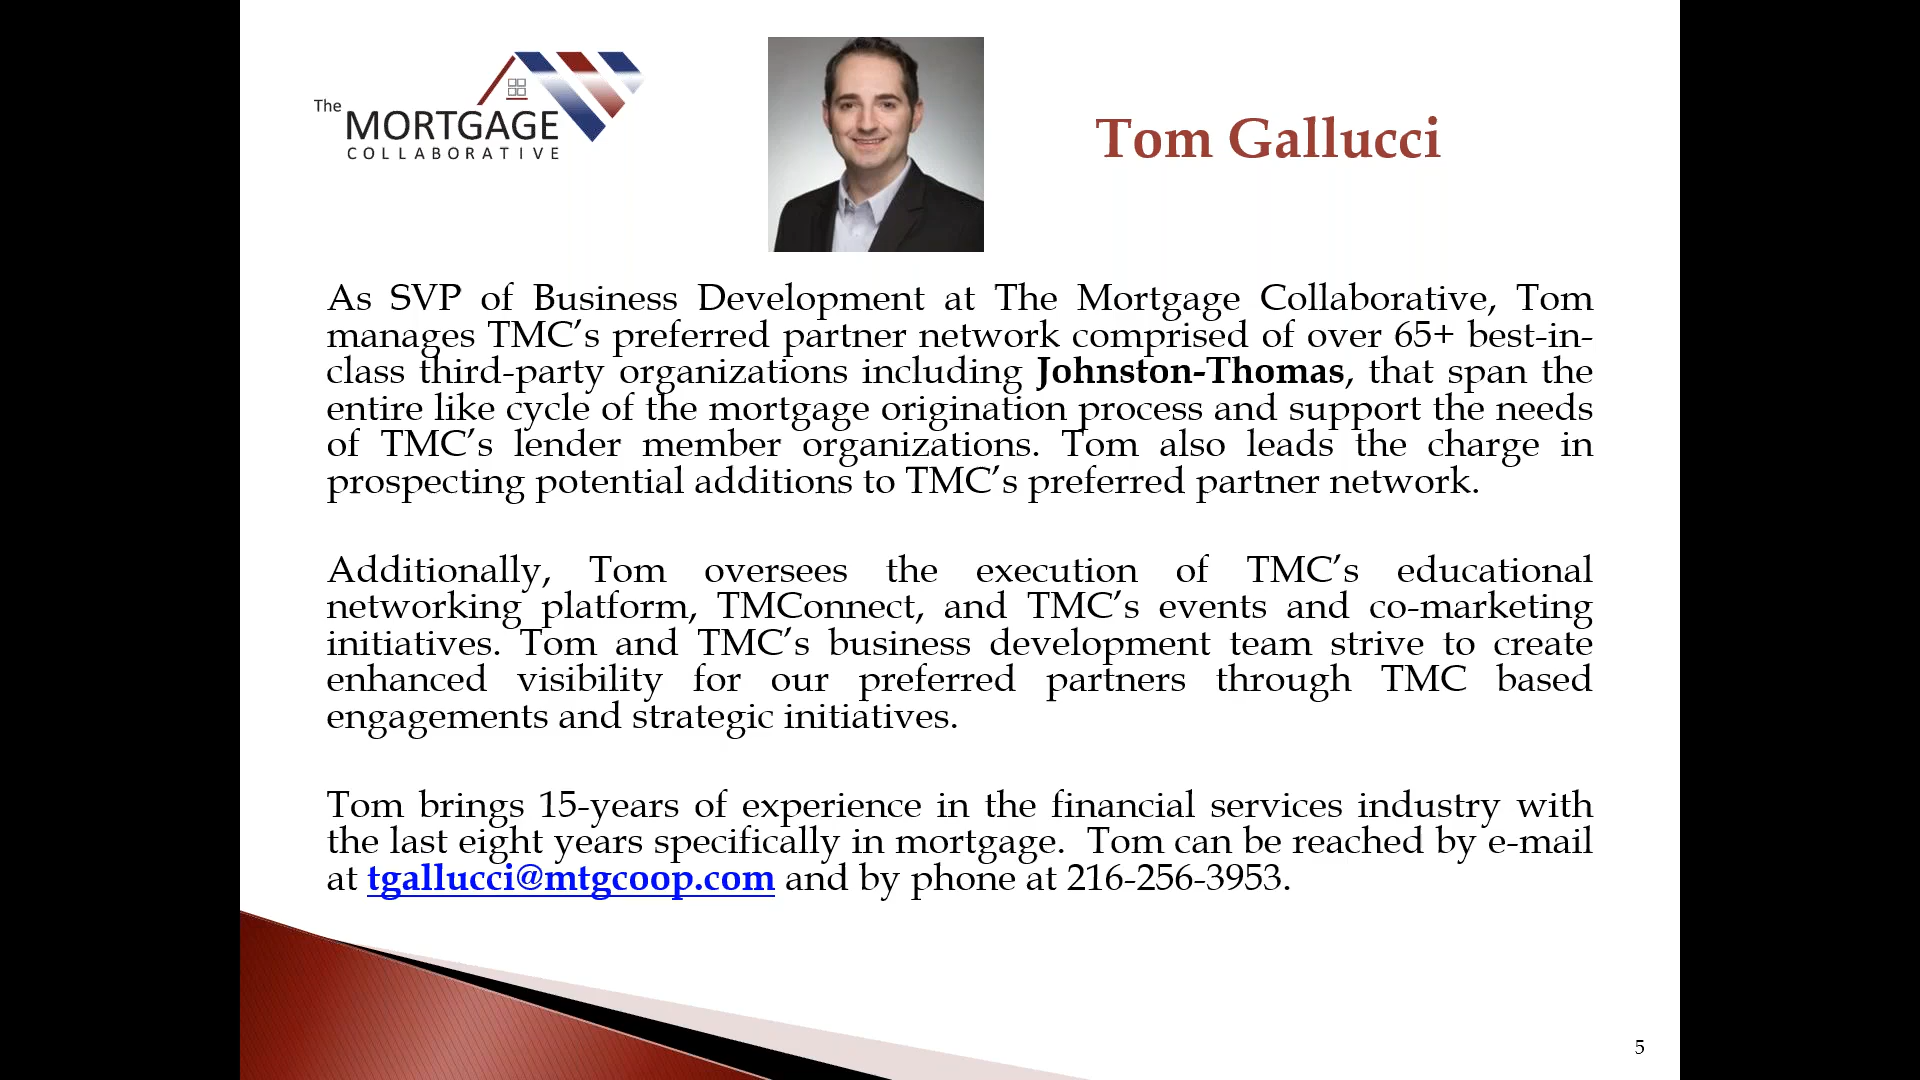 The
MORTGAGE
COLLABORATIVE
Tom Gallucci
As SVP of Business Development at The Mortgage Collaborative, Tom
manages TMC’s preferred partner network comprised of over 65+ best-in-
class third-party organizations including Johnston-Thomas, that span the
entire like cycle of the mortgage origination process and support the needs
of TMC’s lender member organizations. Tom also leads the charge in
prospecting potential additions to TMC’s preferred partner network.
Additionally, Tom oversees the execution of TMC’s educational
networking platform, TMConnect, and TMC’s events and co-marketing
initiatives. Tom and TMC’s business development team strive to create
enhanced visibility for our preferred partners through TMC based
engagements and strategic initiatives.
Tom brings 15-years of experience in the financial services industry with
the last eight years specifically in mortgage.  Tom can be reached by e-mail
at tgallucci@mtgcoop.com and by phone at 216-256-3953.
5